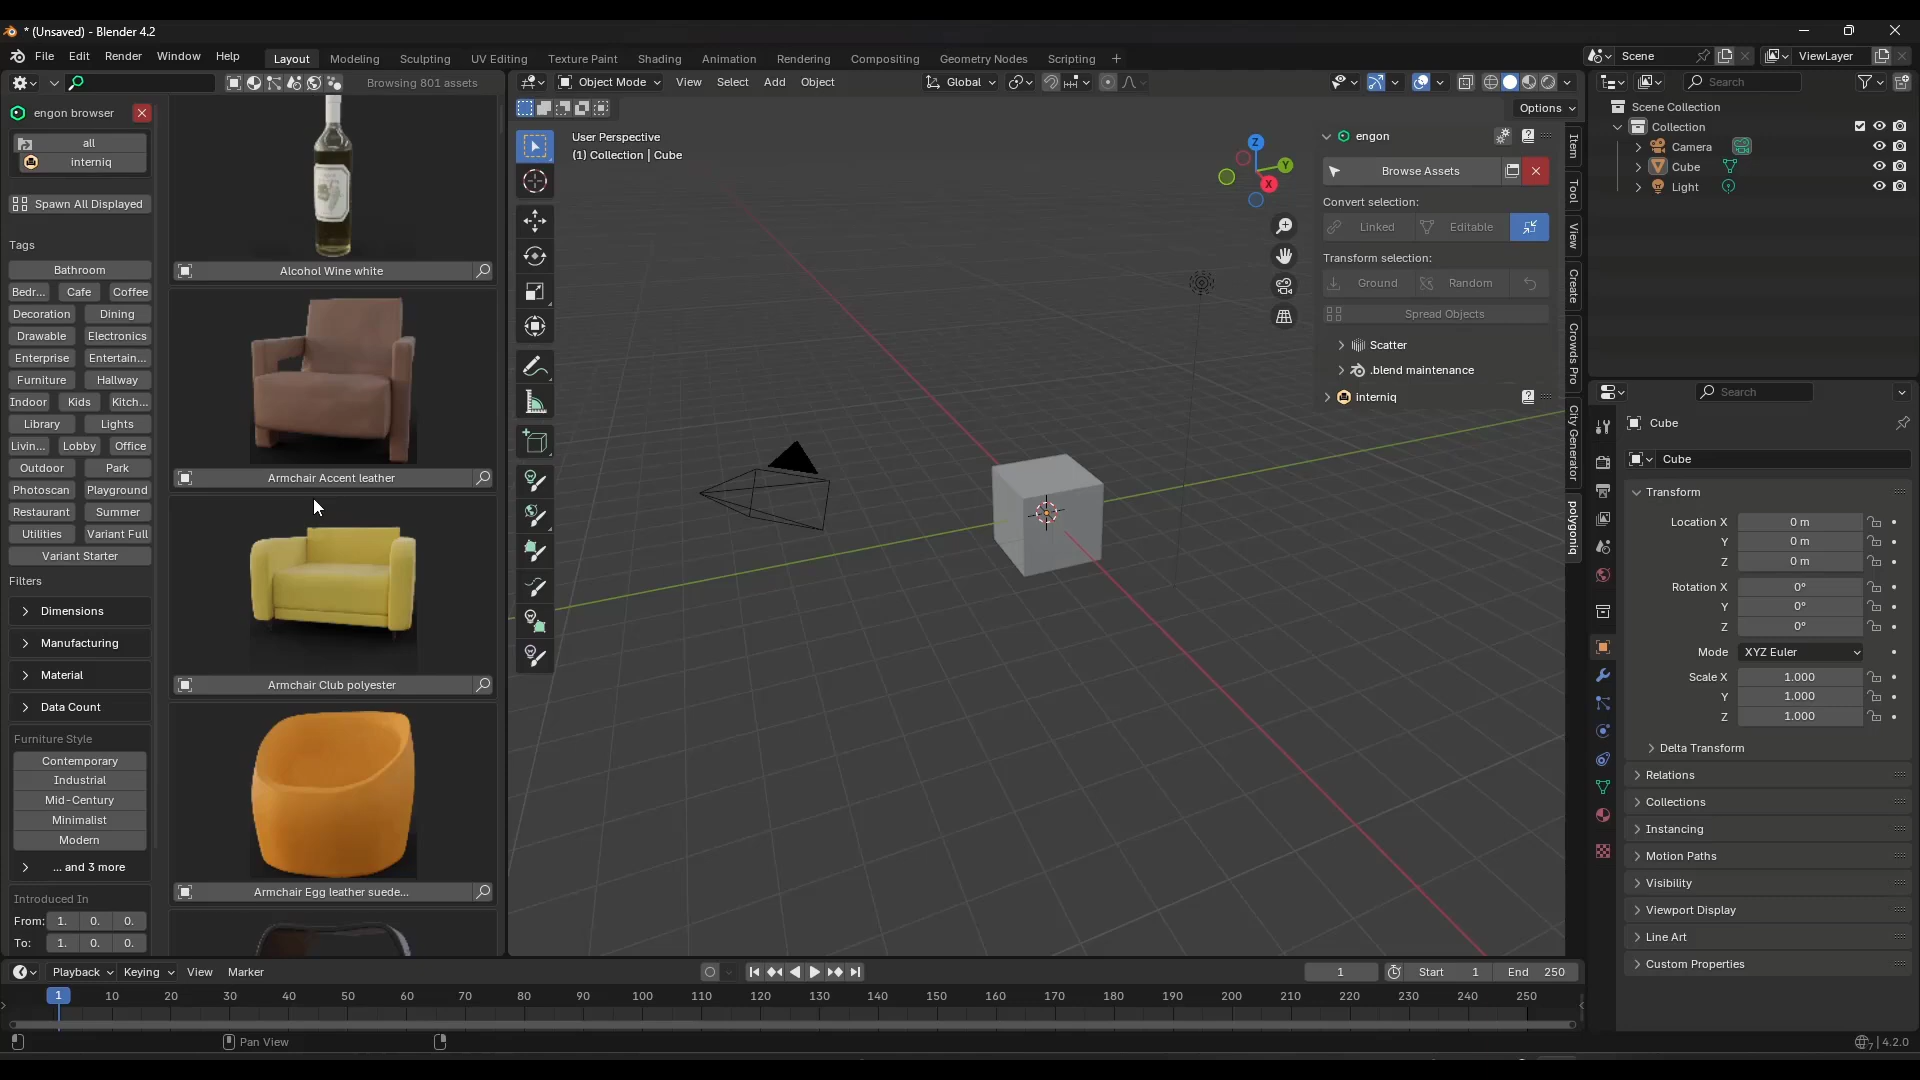 * (Unsaved) - Blender 4.2
File Edit Render Window Help Layout Modeling Sculpting UV Editing Texture Paint Shading Animation Rendering Compositing Geometry Nodes Scripting + Scene ViewLayer
Browsing 801 assets
Object Mode View Select Add Object Global Search
Options
engon browser
all
interniq
Spawn All Displayed
Tags
Bathroom
Bedr... Cafe Coffee
Decoration Dining
Drawable Electronics
Enterprise Entertain...
Furniture Hallway
Indoor Kids Kitch...
Library Lights
Livin... Lobby Office
Outdoor Park
Photoscan Playground
Restaurant Summer
Utilities Variant Full
Variant Starter
Filters
Dimensions
Manufacturing
Material
Data Count
Furniture Style
Contemporary
Industrial
Mid-Century
Minimalist
Modern
... and 3 more
Introduced In
From: 1. 0. 0.
To: 1. 0. 0.
Alcohol Wine white
Armchair Accent leather
Armchair Club polyester
Armchair Egg leather suede...
User Perspective
(1) Collection | Cube
Z
Y
X
engon
Browse Assets
Convert selection:
Linked Editable
Transform selection:
Ground Random
Spread Objects
Scatter
.blend maintenance
interniq
Item
Tool
View
Create
Crowds Pro
City Generator
polygoniq
Scene Collection
Collection
Camera
Cube
Light
Search
Cube
Cube
Transform
Location X 0 m
Y 0 m
Z 0 m
Rotation X 0°
Y 0°
Z 0°
Mode XYZ Euler
Scale X 1.000
Y 1.000
Z 1.000
Delta Transform
Relations
Collections
Instancing
Motion Paths
Visibility
Viewport Display
Line Art
Custom Properties
Playback Keying View Marker 1 Start 1 End 250
1 10 20 30 40 50 60 70 80 90 100 110 120 130 140 150 160 170 180 190 200 210 220 230 240 250
Pan View 7 4.2.0